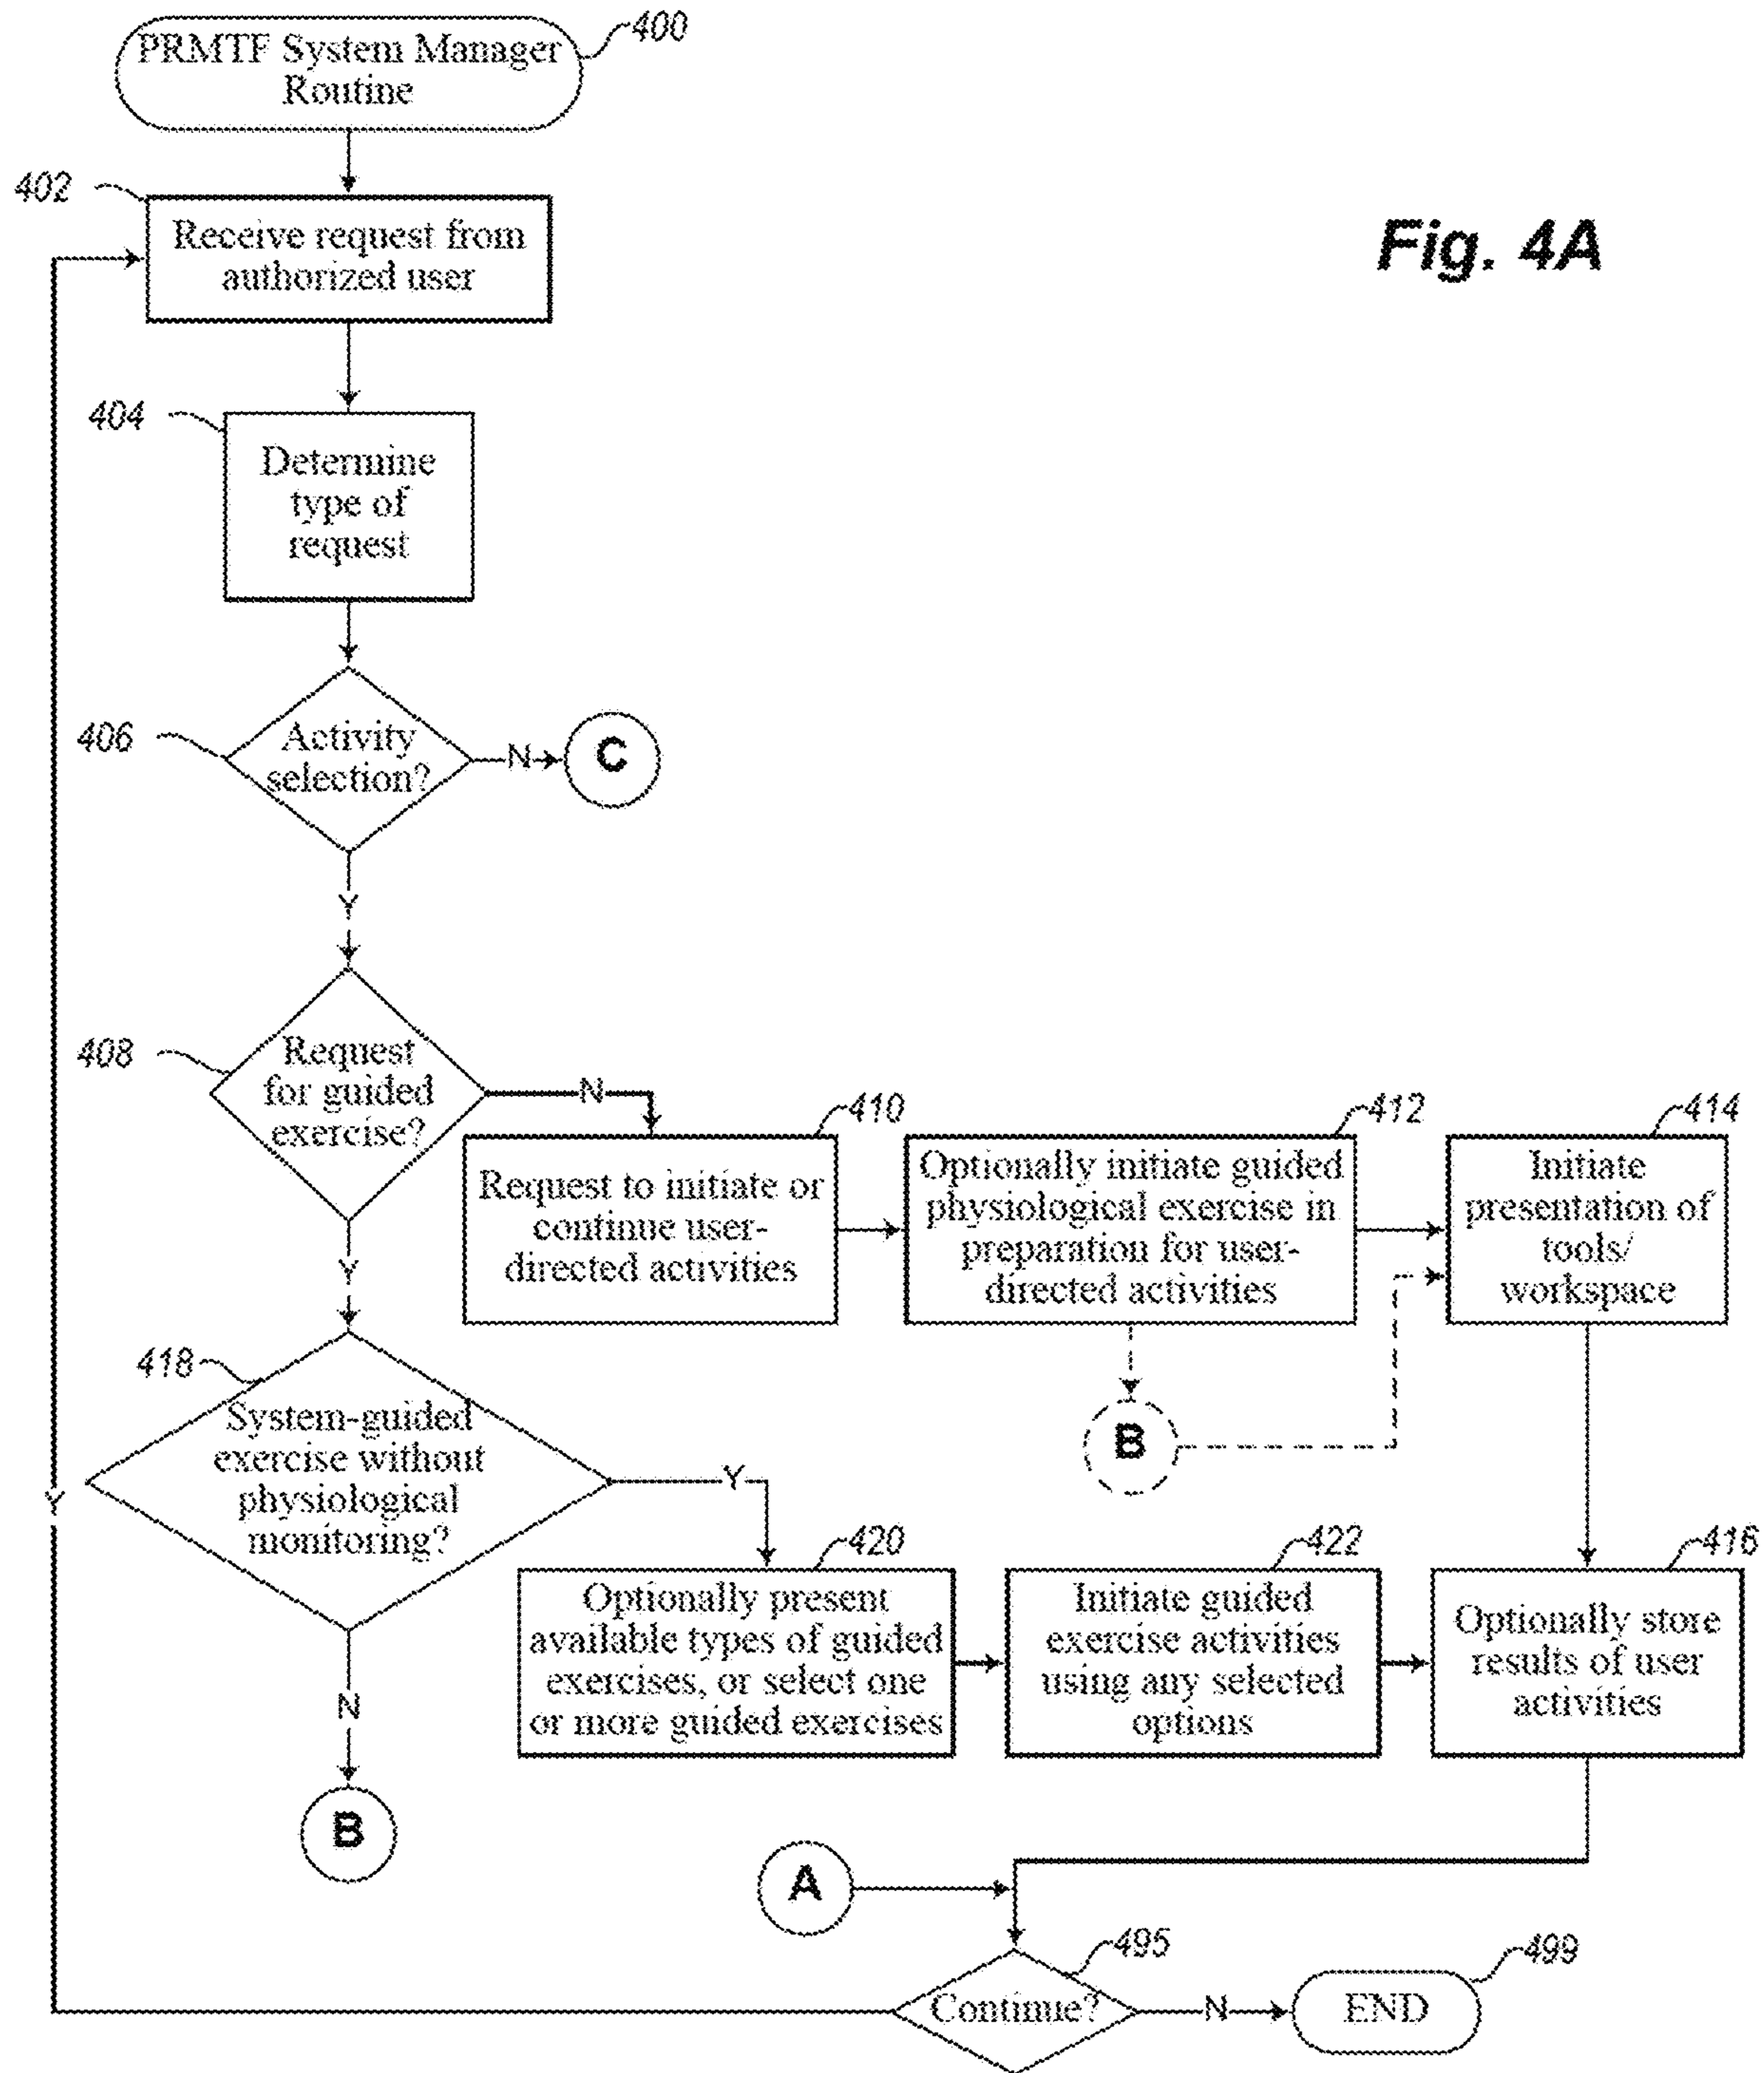 PRMTF System Manager
Routine
400
402
Receive request from
authorized user
Fig. 4A
404
Determine
type of
request
406
Activity
selection?
N
C
Y
408
Request
for guided
exercise?
N
410
Request to initiate or
continue user-
directed activities
412
Optionally initiate guided
physiological exercise in
preparation for user-
directed activities
414
Initiate
presentation of
tools/
workspace
B
Y
418
System-guided
exercise without
physiological
monitoring?
Y
Y
420
Optionally present
available types of guided
exercises, or select one
or more guided exercises
422
Initiate guided
exercise activities
using any selected
options
416
Optionally store
results of user
activities
N
B
A
495
Continue?
N
499
END